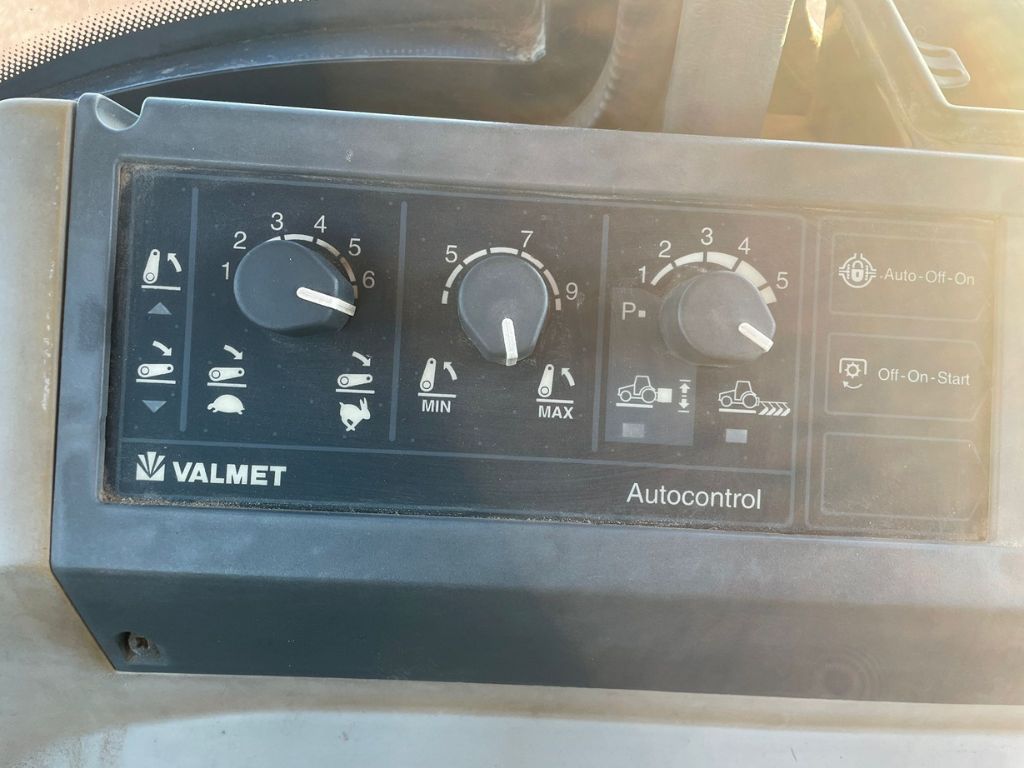 1 2 3 4 5 6
5 7 9
1 2 3 4 5
P
MIN
MAX
Auto-Off-On
Off-On-Start
VALMET
Autocontrol